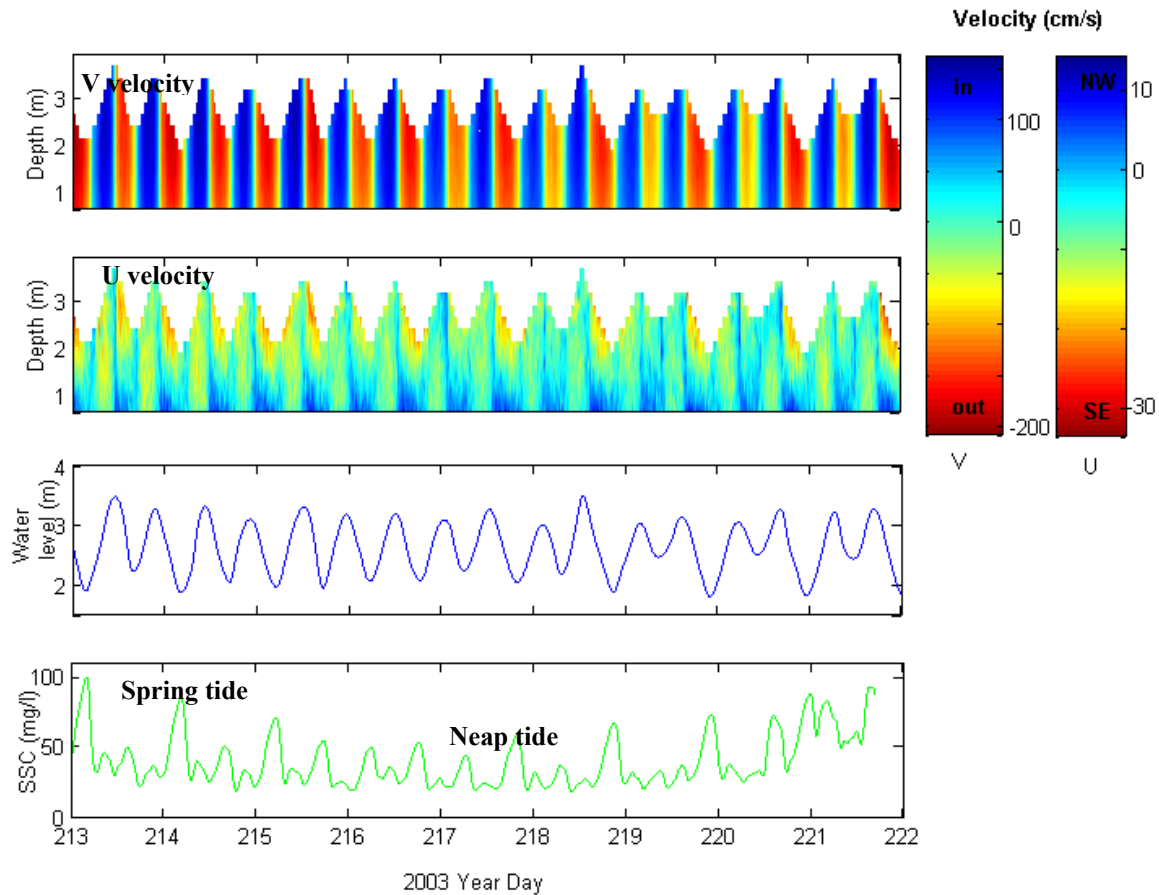 Velocity (cm/s)
V velocity
Depth (m)
3
2
1
in
out
100
0
-200
V
NW
SE
10
0
-30
U
U velocity
Depth (m)
3
2
1
Water
level (m)
4
3
2
Spring tide
Neap tide
SSC (mg/l)
100
50
0
213 214 215 216 217 218 219 220 221 222
2003 Year Day